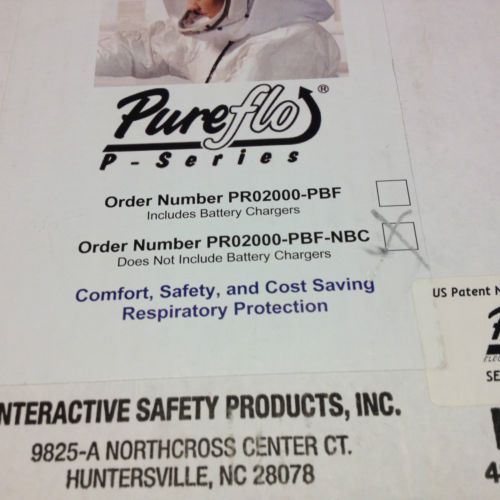 Pureflo®
P-Series
Order Number PR02000-PBF
Includes Battery Chargers
Order Number PR02000-PBF-NBC
Does Not Include Battery Chargers
Comfort, Safety, and Cost Saving
Respiratory Protection
US Patent
NTERACTIVE SAFETY PRODUCTS, INC.
9825-A NORTHCROSS CENTER CT.
HUNTERSVILLE, NC 28078